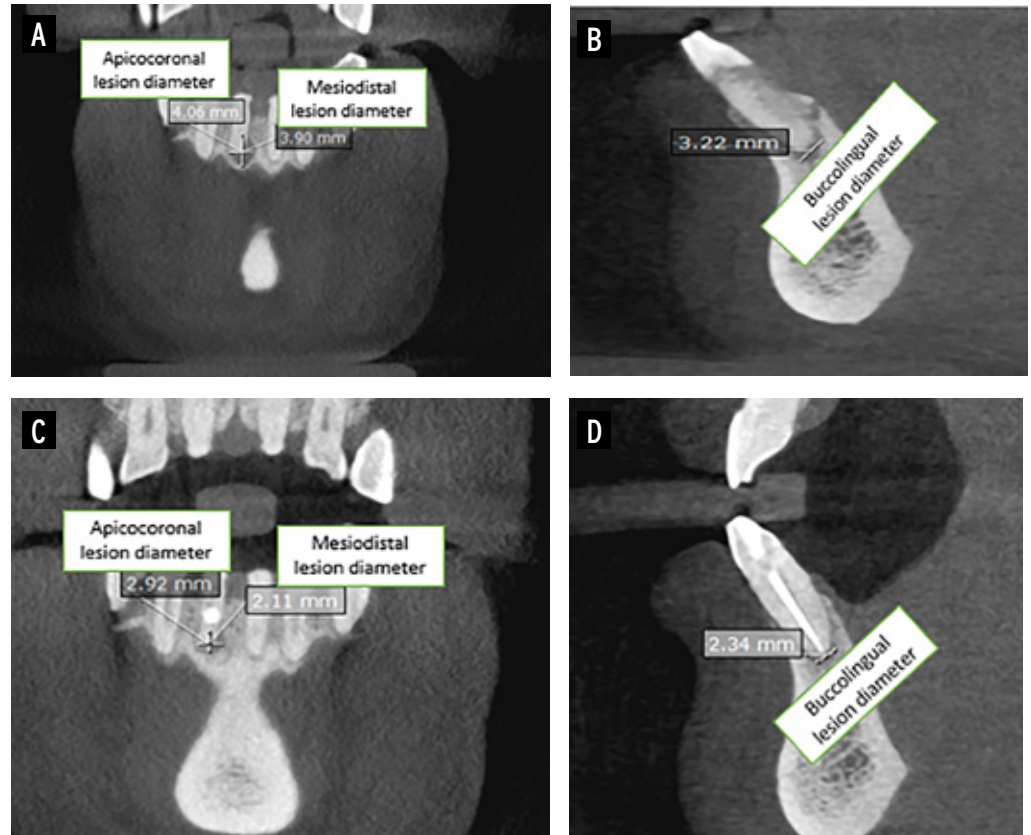 A
Apicocoronal
lesion diameter
4.06 mm
Mesiodistal
lesion diameter
3.90 mm
B
3.22 mm
Buccolingual
lesion diameter
C
Apicocoronal
lesion diameter
2.92 mm
Mesiodistal
lesion diameter
2.11 mm
D
2.34 mm
Buccolingual
lesion diameter